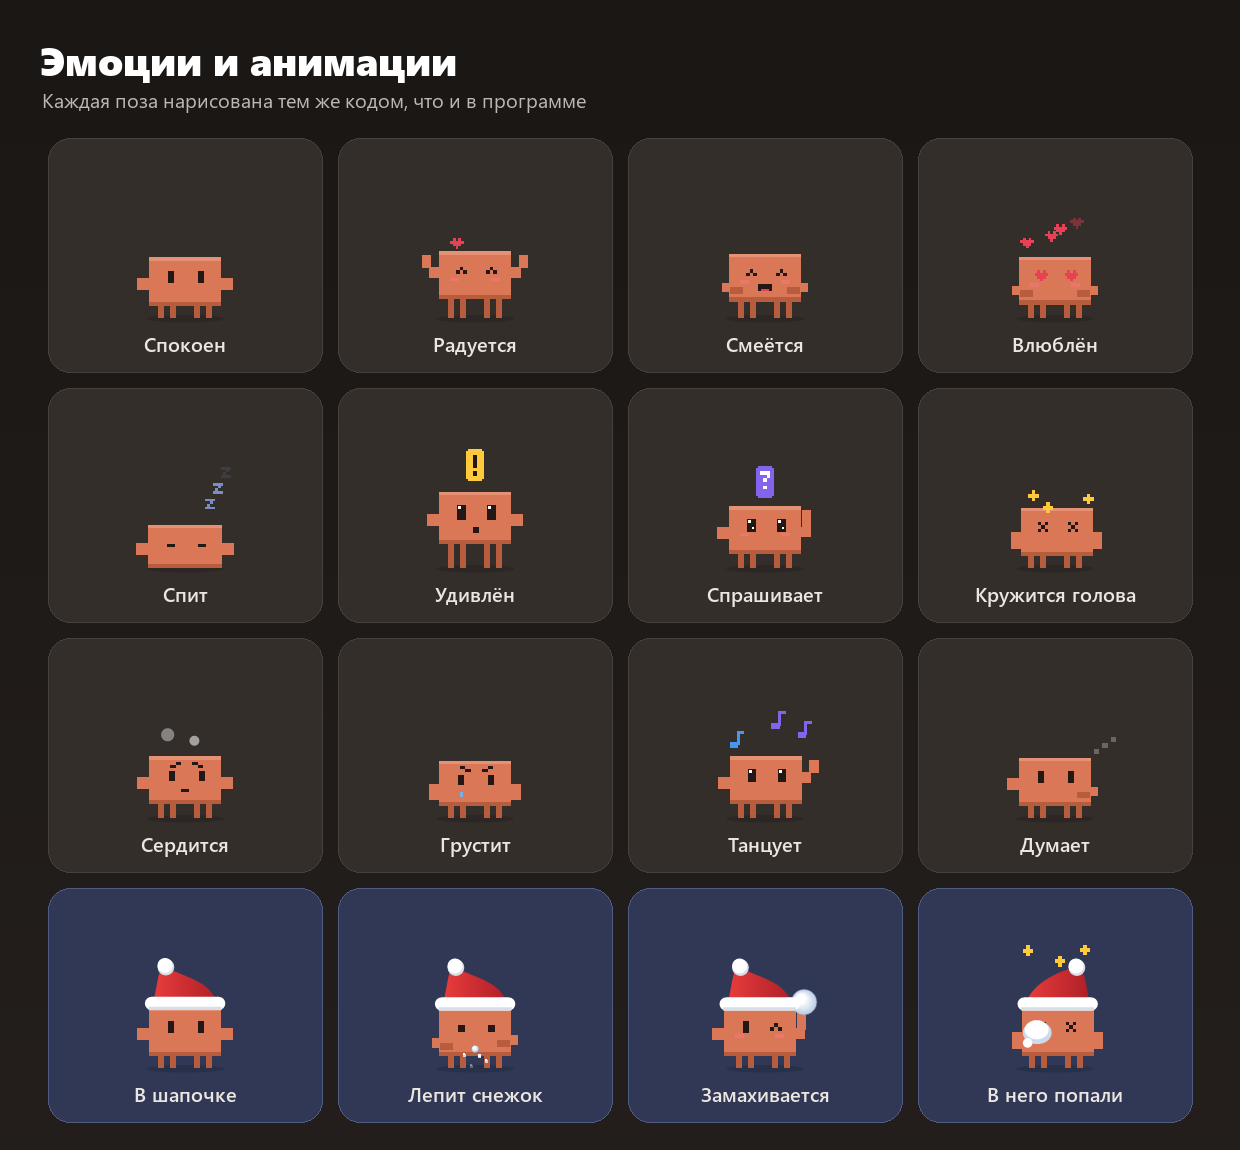 Эмоции и анимации
Каждая поза нарисована тем же кодом, что и в программе
Спокоен
Радуется
Смеётся
Влюблён
z
z
z
!
?
Спит
Удивлён
Спрашивает
Кружится голова
Сердится
Грустит
Танцует
Думает
В шапочке
Лепит снежок
Замахивается
В него попали